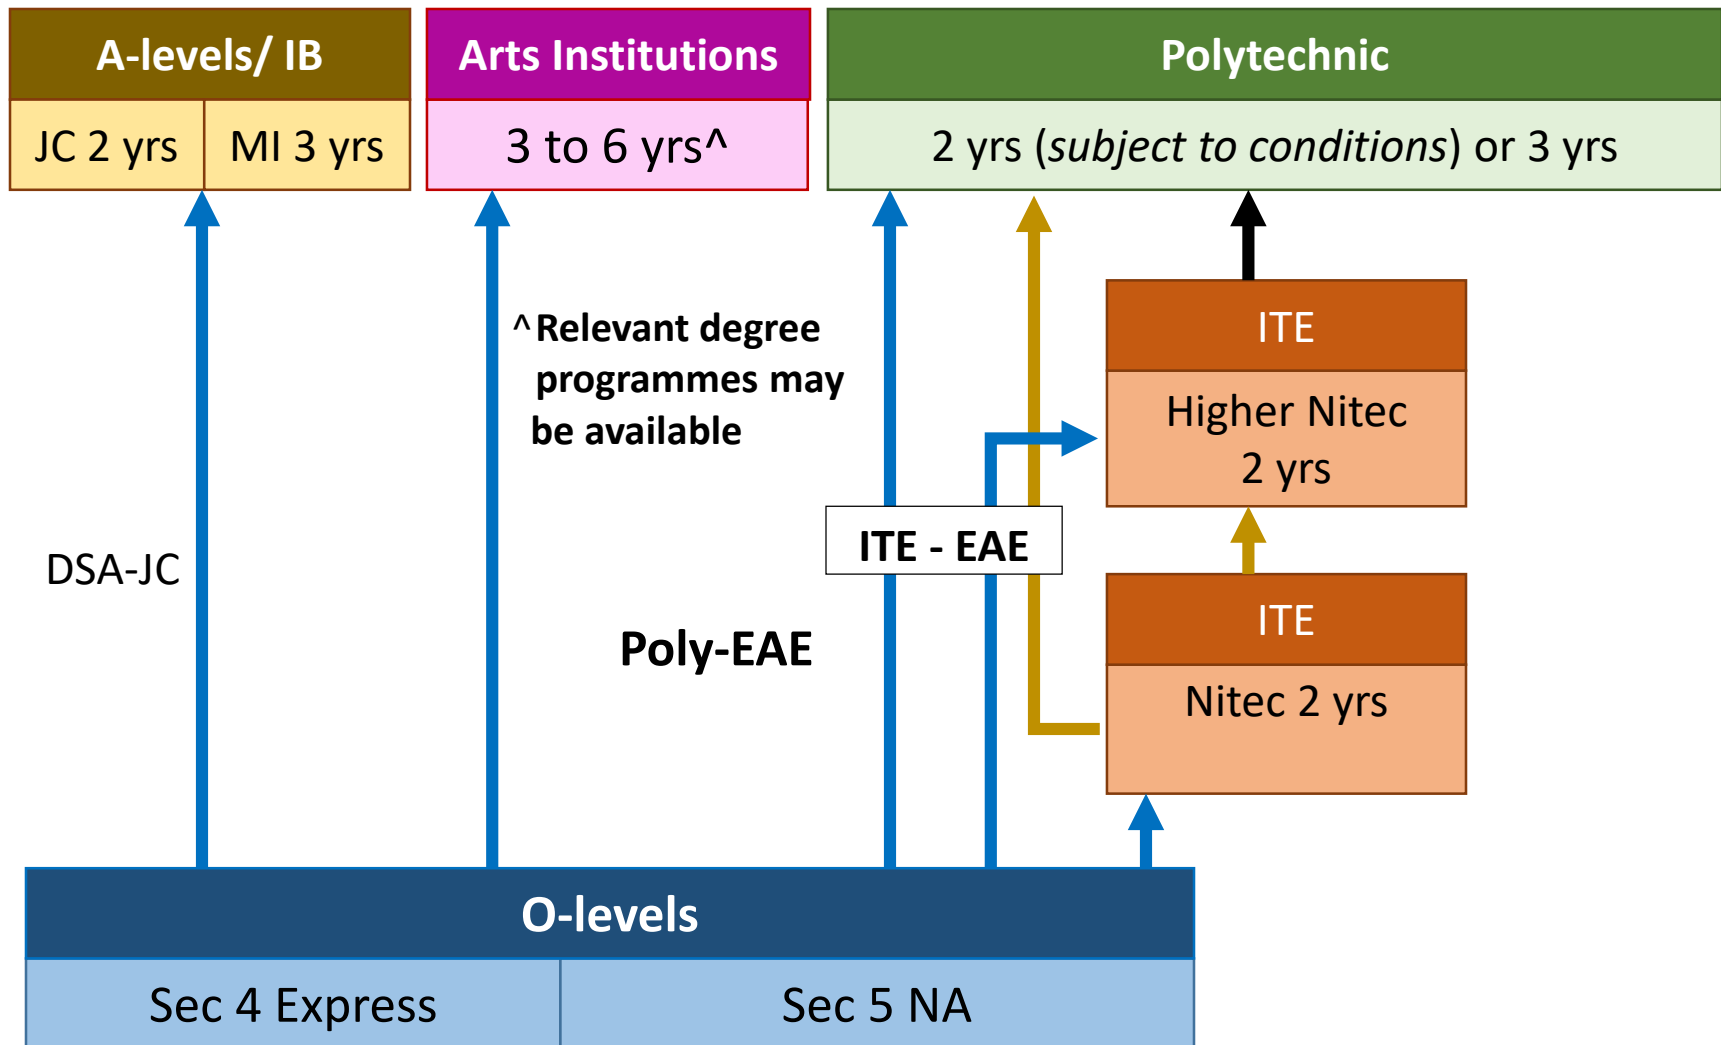 A-levels/ IB
JC 2 yrs
MI 3 yrs
Arts Institutions
3 to 6 yrs^
Polytechnic
2 yrs (subject to conditions) or 3 yrs
^ Relevant degree
programmes may
be available
ITE
Higher Nitec
2 yrs
ITE - EAE
DSA-JC
Poly-EAE
ITE
Nitec 2 yrs
O-levels
Sec 4 Express
Sec 5 NA